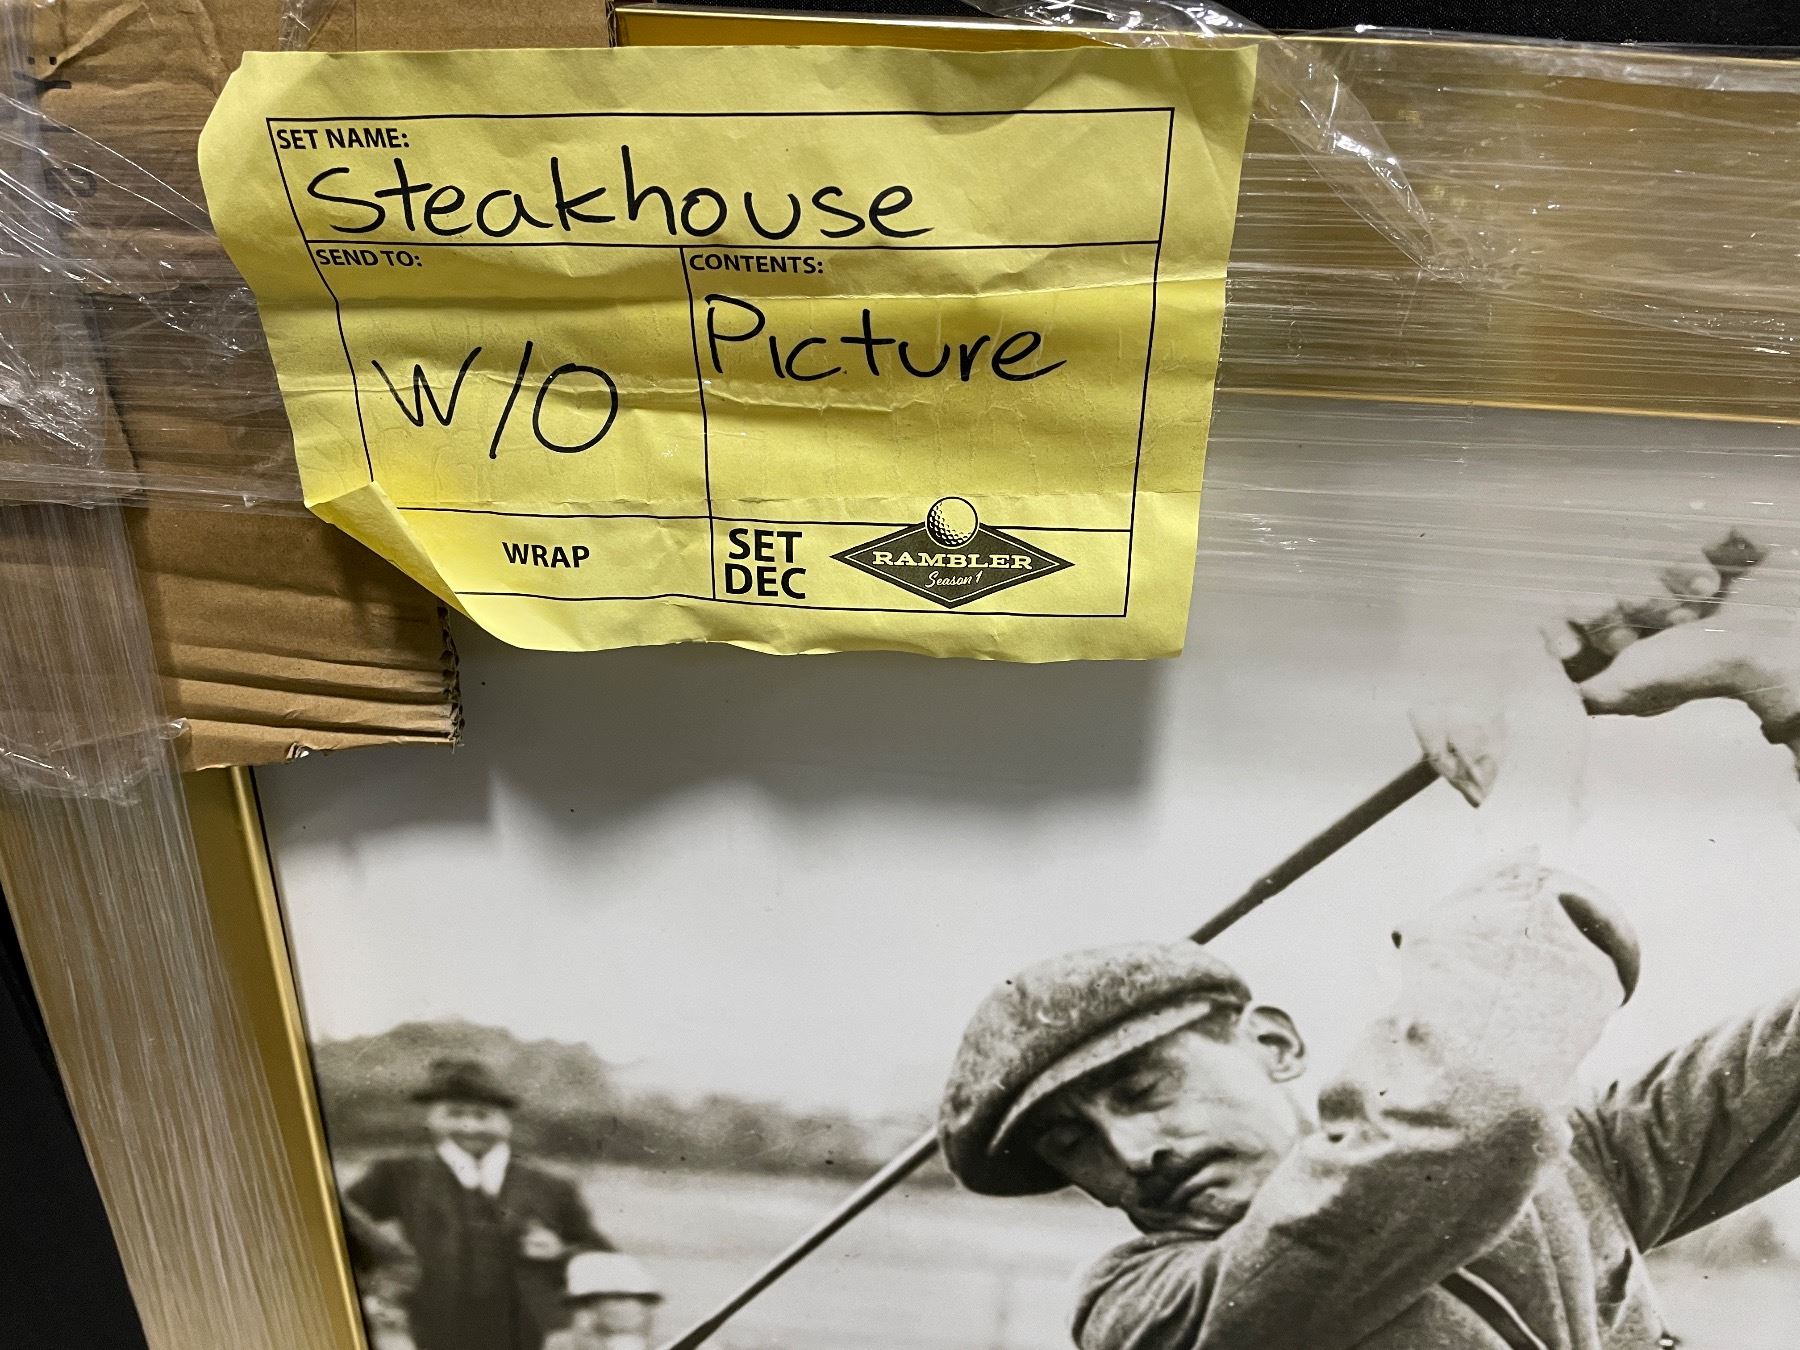 SET NAME:
Steakhouse
SEND TO:
W/O
CONTENTS:
Picture
WRAP
SET
DEC
RAMBLER
Season 1